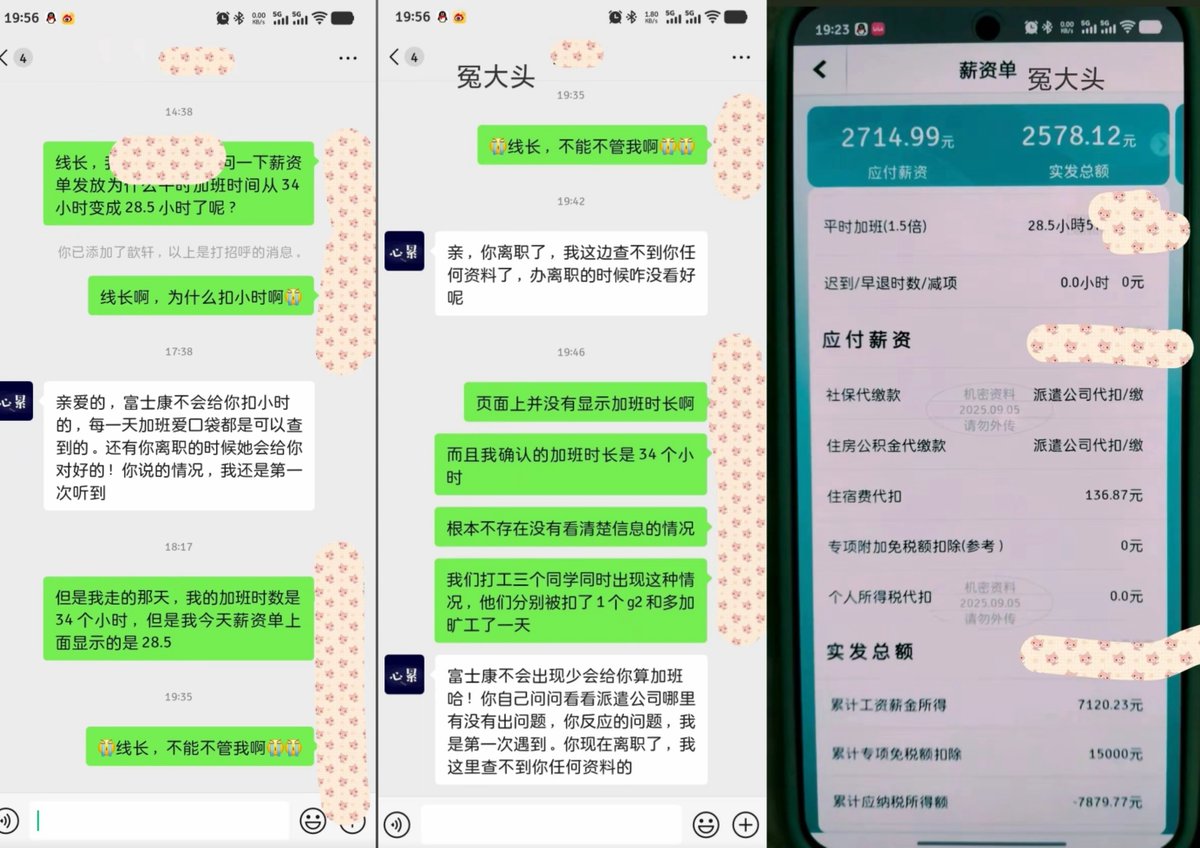 19:56
0.00
KB/s
5G
5G
4
14:38
线长，
问一下薪资
单发放为什么平时加班时间从34
小时变成28.5小时了呢？
你已添加了歆轩，以上是打招呼的消息。
线长啊，为什么扣小时啊😭
17:38
心累
亲爱的，富士康不会给你扣小时
的，每一天加班爱口袋都是可以查
到的。还有你离职的时候她会给你
对好的！你说的情况，我还是第一
次听到
18:17
但是我走的那天，我的加班时数是
34个小时，但是我今天薪资单上
面显示的是28.5
19:35
😭线长，不能不管我啊😭😭
19:56
1.80
KB/s
5G
5G
4
冤大头
19:35
😭线长，不能不管我啊😭😭
19:42
心累
亲，你离职了，我这边查不到你任
何资料了，办离职的时候咋没看好
呢
19:46
页面上并没有显示加班时长啊
而且我确认的加班时长是34个小
时
根本不存在没有看清楚信息的情况
我们打工三个同学同时出现这种情
况，他们分别被扣了1个g2和多加
旷工了一天
心累
富士康不会出现少会给你算加班
哈！你自己问问看看派遣公司哪里
有没有出问题，你反应的问题，我
是第一次遇到。你现在离职了，我
这里查不到你任何资料的
19:23
0.00
KB/s
5G
5G
薪资单
冤大头
2714.99元
2578.12元
应付薪资
实发总额
平时加班(1.5倍)
28.5小時
迟到/早退时数/减项
0.0小时 0元
应付薪资
社保代缴款
派遣公司代扣/缴
机密资料
2025.09.05
请勿外传
住房公积金代缴款
派遣公司代扣/缴
住宿费代扣
136.87元
专项附加免税额扣除(参考)
0元
个人所得税代扣
0.0元
机密资料
2025.09.05
请勿外传
实发总额
累计工资薪金所得
7120.23元
累计专项免税额扣除
15000元
累计应纳税所得额
-7879.77元